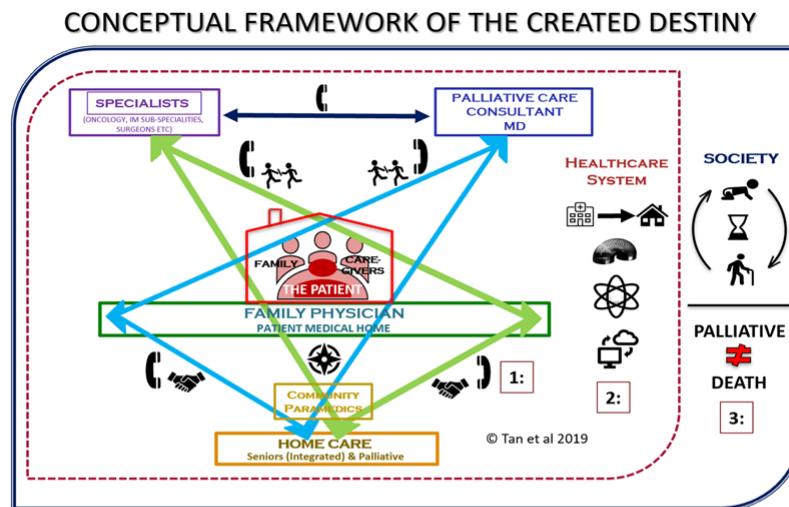 CONCEPTUAL FRAMEWORK OF THE CREATED DESTINY
SPECIALISTS
(ONCOLOGY, IM SUB-SPECIALITIES,
SURGEONS ETC)
PALLIATIVE CARE
CONSULTANT
MD
HEALTHCARE
SYSTEM
SOCIETY
FAMILY
CARE-
GIVERS
THE PATIENT
FAMILY PHYSICIAN
PATIENT MEDICAL HOME
COMMUNITY
PARAMEDICS
HOME CARE
Seniors (Integrated) & Palliative
1:
2:
© Tan et al 2019
PALLIATIVE
≠
DEATH
3: